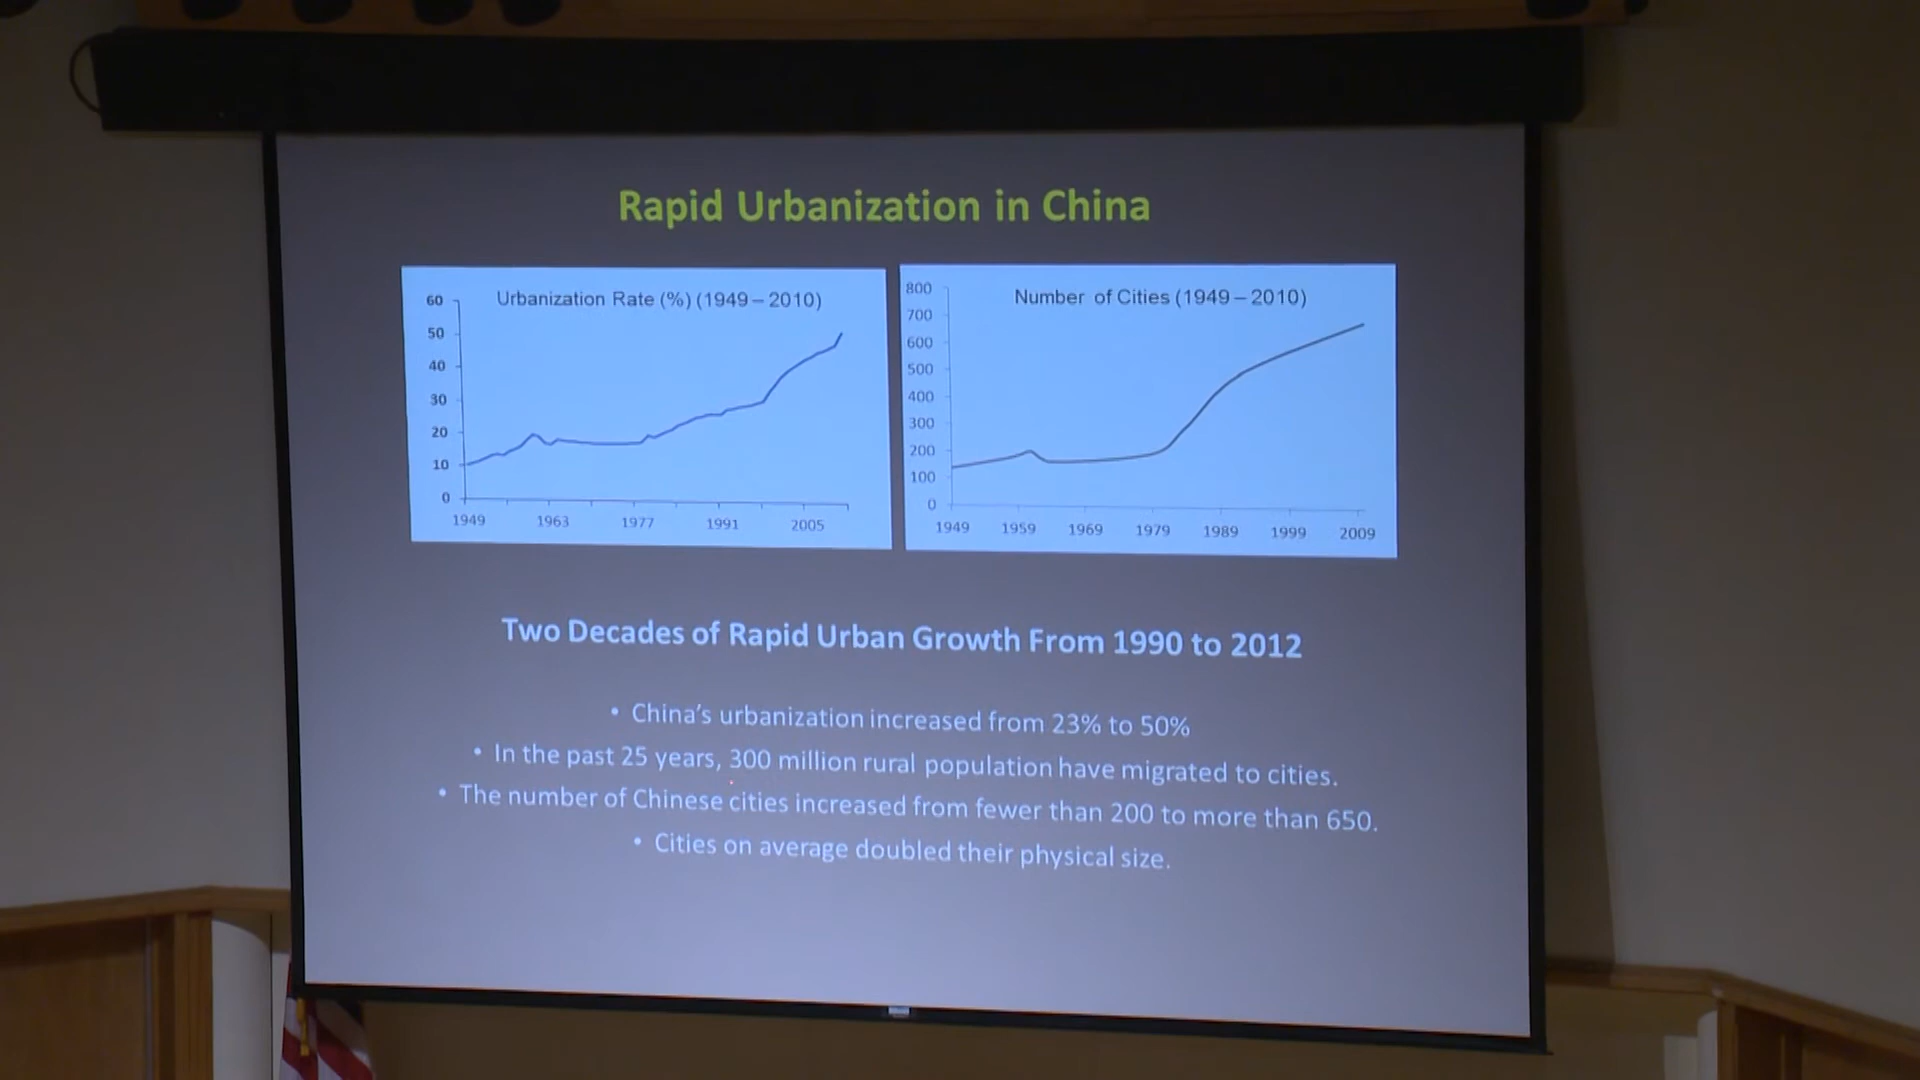 Rapid Urbanization in China
Urbanization Rate (%) (1949 – 2010)
60
50
40
30
20
10
0
1949 1963 1977 1991 2005
Number of Cities (1949 – 2010)
800
700
600
500
400
300
200
100
0
1949 1959 1969 1979 1989 1999 2009
Two Decades of Rapid Urban Growth From 1990 to 2012
• China's urbanization increased from 23% to 50%
• In the past 25 years, 300 million rural population have migrated to cities.
• The number of Chinese cities increased from fewer than 200 to more than 650.
• Cities on average doubled their physical size.